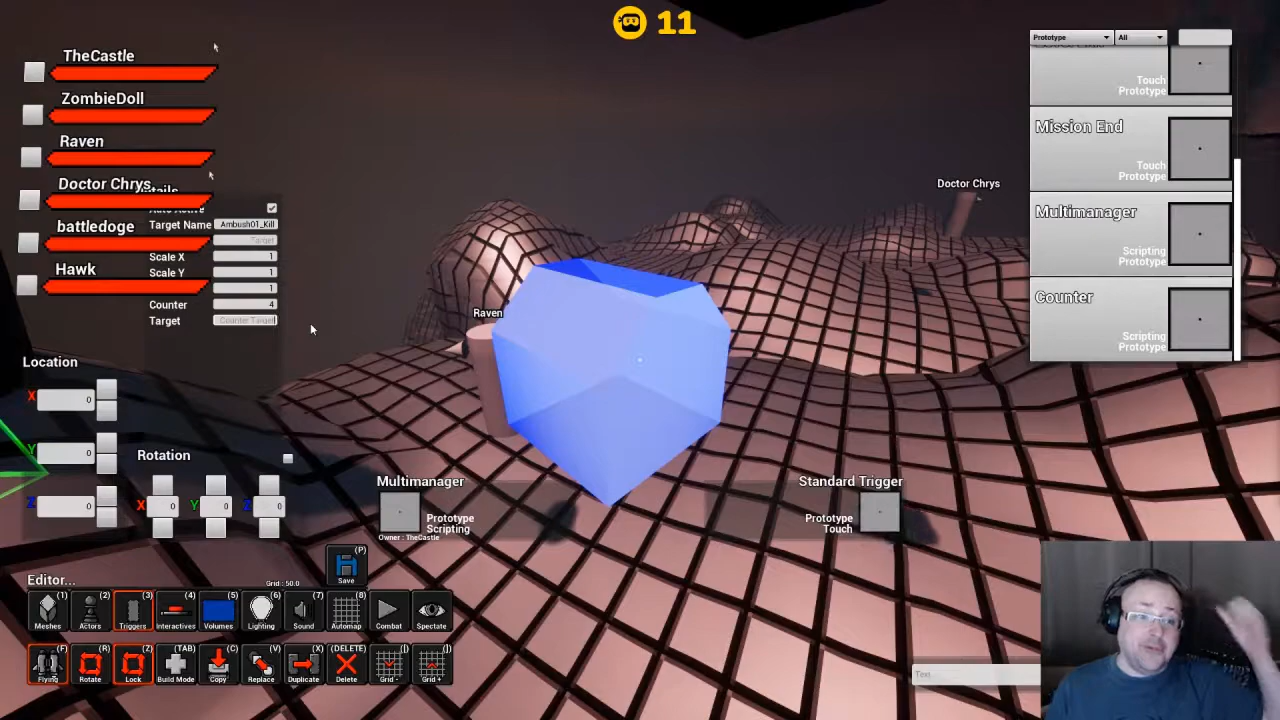 11
TheCastle
ZombieDoll
Raven
Doctor Chrys
battledoge
Target Name Ambush01_Kill
Target
Scale X 1
Scale Y 1
1
Hawk
Counter 4
Target Counter Target
Location
X 0
Y 0
Z 0
Rotation
X 0 Y 0 Z 0
Raven
Doctor Chrys
Prototype All
Touch
Prototype
Mission End
Touch
Prototype
Multimanager
Scripting
Prototype
Counter
Scripting
Prototype
Multimanager
Prototype
Scripting
Owner : TheCastle
Standard Trigger
Prototype
Touch
Editor...
Grid : 50.0
(P)
Save
(1) (2) (3) (4) (5) (6) (7) (8)
Meshes Actors Triggers Interactives Volumes Lighting Sound Automap Combat Spectate
(F) (R) (Z) (TAB) (C) (V) (X) (DELETE) ([) (])
Flying Rotate Lock Build Mode Copy Replace Duplicate Delete Grid - Grid +
Text